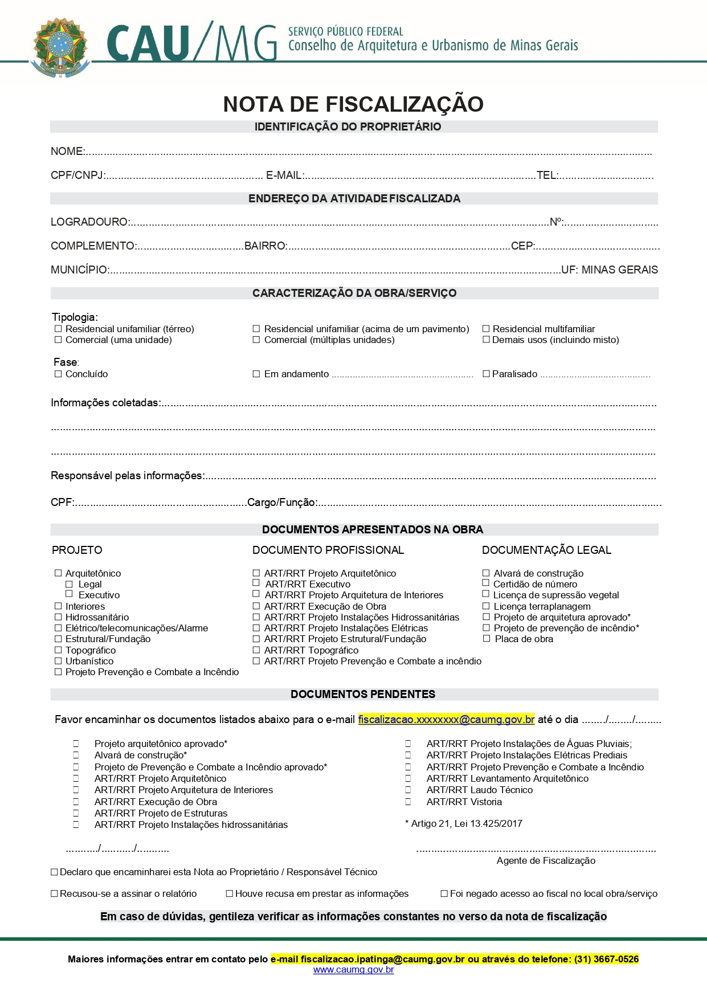 CAU/MG SERVIÇO PÚBLICO FEDERAL
Conselho de Arquitetura e Urbanismo de Minas Gerais
NOTA DE FISCALIZAÇÃO
IDENTIFICAÇÃO DO PROPRIETÁRIO
NOME:..............................................................................................
CPF/CNPJ:..................................................... E-MAIL:..............................................................................TEL:................................
ENDEREÇO DA ATIVIDADE FISCALIZADA
LOGRADOURO:..............................................................................................Nº:................................
COMPLEMENTO:....................................BAIRRO:...........................................................................CEP:..........................................
MUNICÍPIO:..............................................................................................UF: MINAS GERAIS
CARACTERIZAÇÃO DA OBRA/SERVIÇO
Tipologia:
☐ Residencial unifamiliar (térreo) ☐ Residencial unifamiliar (acima de um pavimento) ☐ Residencial multifamiliar
☐ Comercial (uma unidade) ☐ Comercial (múltiplas unidades) ☐ Demais usos (incluindo misto)
Fase:
☐ Concluído ☐ Em andamento ...................................................... ☐ Paralisado ..........................................
Informações coletadas:..............................................................................................
..............................................................................................
..............................................................................................
Responsável pelas informações:..............................................................................................
CPF:..........................................................Cargo/Função:..............................................................................................
DOCUMENTOS APRESENTADOS NA OBRA
PROJETO
☐ Arquitetônico
☐ Legal
☐ Executivo
☐ Interiores
☐ Hidrossanitário
☐ Elétrico/telecomunicações/Alarme
☐ Estrutural/Fundação
☐ Topográfico
☐ Urbanístico
☐ Projeto Prevenção e Combate a Incêndio
DOCUMENTO PROFISSIONAL
☐ ART/RRT Projeto Arquitetônico
☐ ART/RRT Executivo
☐ ART/RRT Projeto Arquitetura de Interiores
☐ ART/RRT Execução de Obra
☐ ART/RRT Projeto Instalações Hidrossanitárias
☐ ART/RRT Projeto Instalações Elétricas
☐ ART/RRT Projeto Estrutural/Fundação
☐ ART/RRT Topográfico
☐ ART/RRT Projeto Prevenção e Combate a incêndio
DOCUMENTAÇÃO LEGAL
☐ Alvará de construção
☐ Certidão de número
☐ Licença de supressão vegetal
☐ Licença terraplanagem
☐ Projeto de arquitetura aprovado*
☐ Projeto de prevenção de incêndio*
☐ Placa de obra
DOCUMENTOS PENDENTES
Favor encaminhar os documentos listados abaixo para o e-mail fiscalizacao.xxxxxxxx@caumg.gov.br até o dia ......../......../.........
☐ Projeto arquitetônico aprovado*
☐ Alvará de construção*
☐ Projeto de Prevenção e Combate a Incêndio aprovado*
☐ ART/RRT Projeto Arquitetônico
☐ ART/RRT Projeto Arquitetura de Interiores
☐ ART/RRT Execução de Obra
☐ ART/RRT Projeto de Estruturas
☐ ART/RRT Projeto Instalações hidrossanitárias
☐ ART/RRT Projeto Instalações de Águas Pluviais;
☐ ART/RRT Projeto Instalações Elétricas Prediais
☐ ART/RRT Projeto Prevenção e Combate a Incêndio
☐ ART/RRT Levantamento Arquitetônico
☐ ART/RRT Laudo Técnico
☐ ART/RRT Vistoria
* Artigo 21, Lei 13.425/2017
.........../.........../........... .................................................................................
Agente de Fiscalização
☐ Declaro que encaminharei esta Nota ao Proprietário / Responsável Técnico
☐ Recusou-se a assinar o relatório ☐ Houve recusa em prestar as informações ☐ Foi negado acesso ao fiscal no local obra/serviço
Em caso de dúvidas, gentileza verificar as informações constantes no verso da nota de fiscalização
Maiores informações entrar em contato pelo e-mail fiscalizacao.ipatinga@caumg.gov.br ou através do telefone: (31) 3667-0526
www.caumg.gov.br